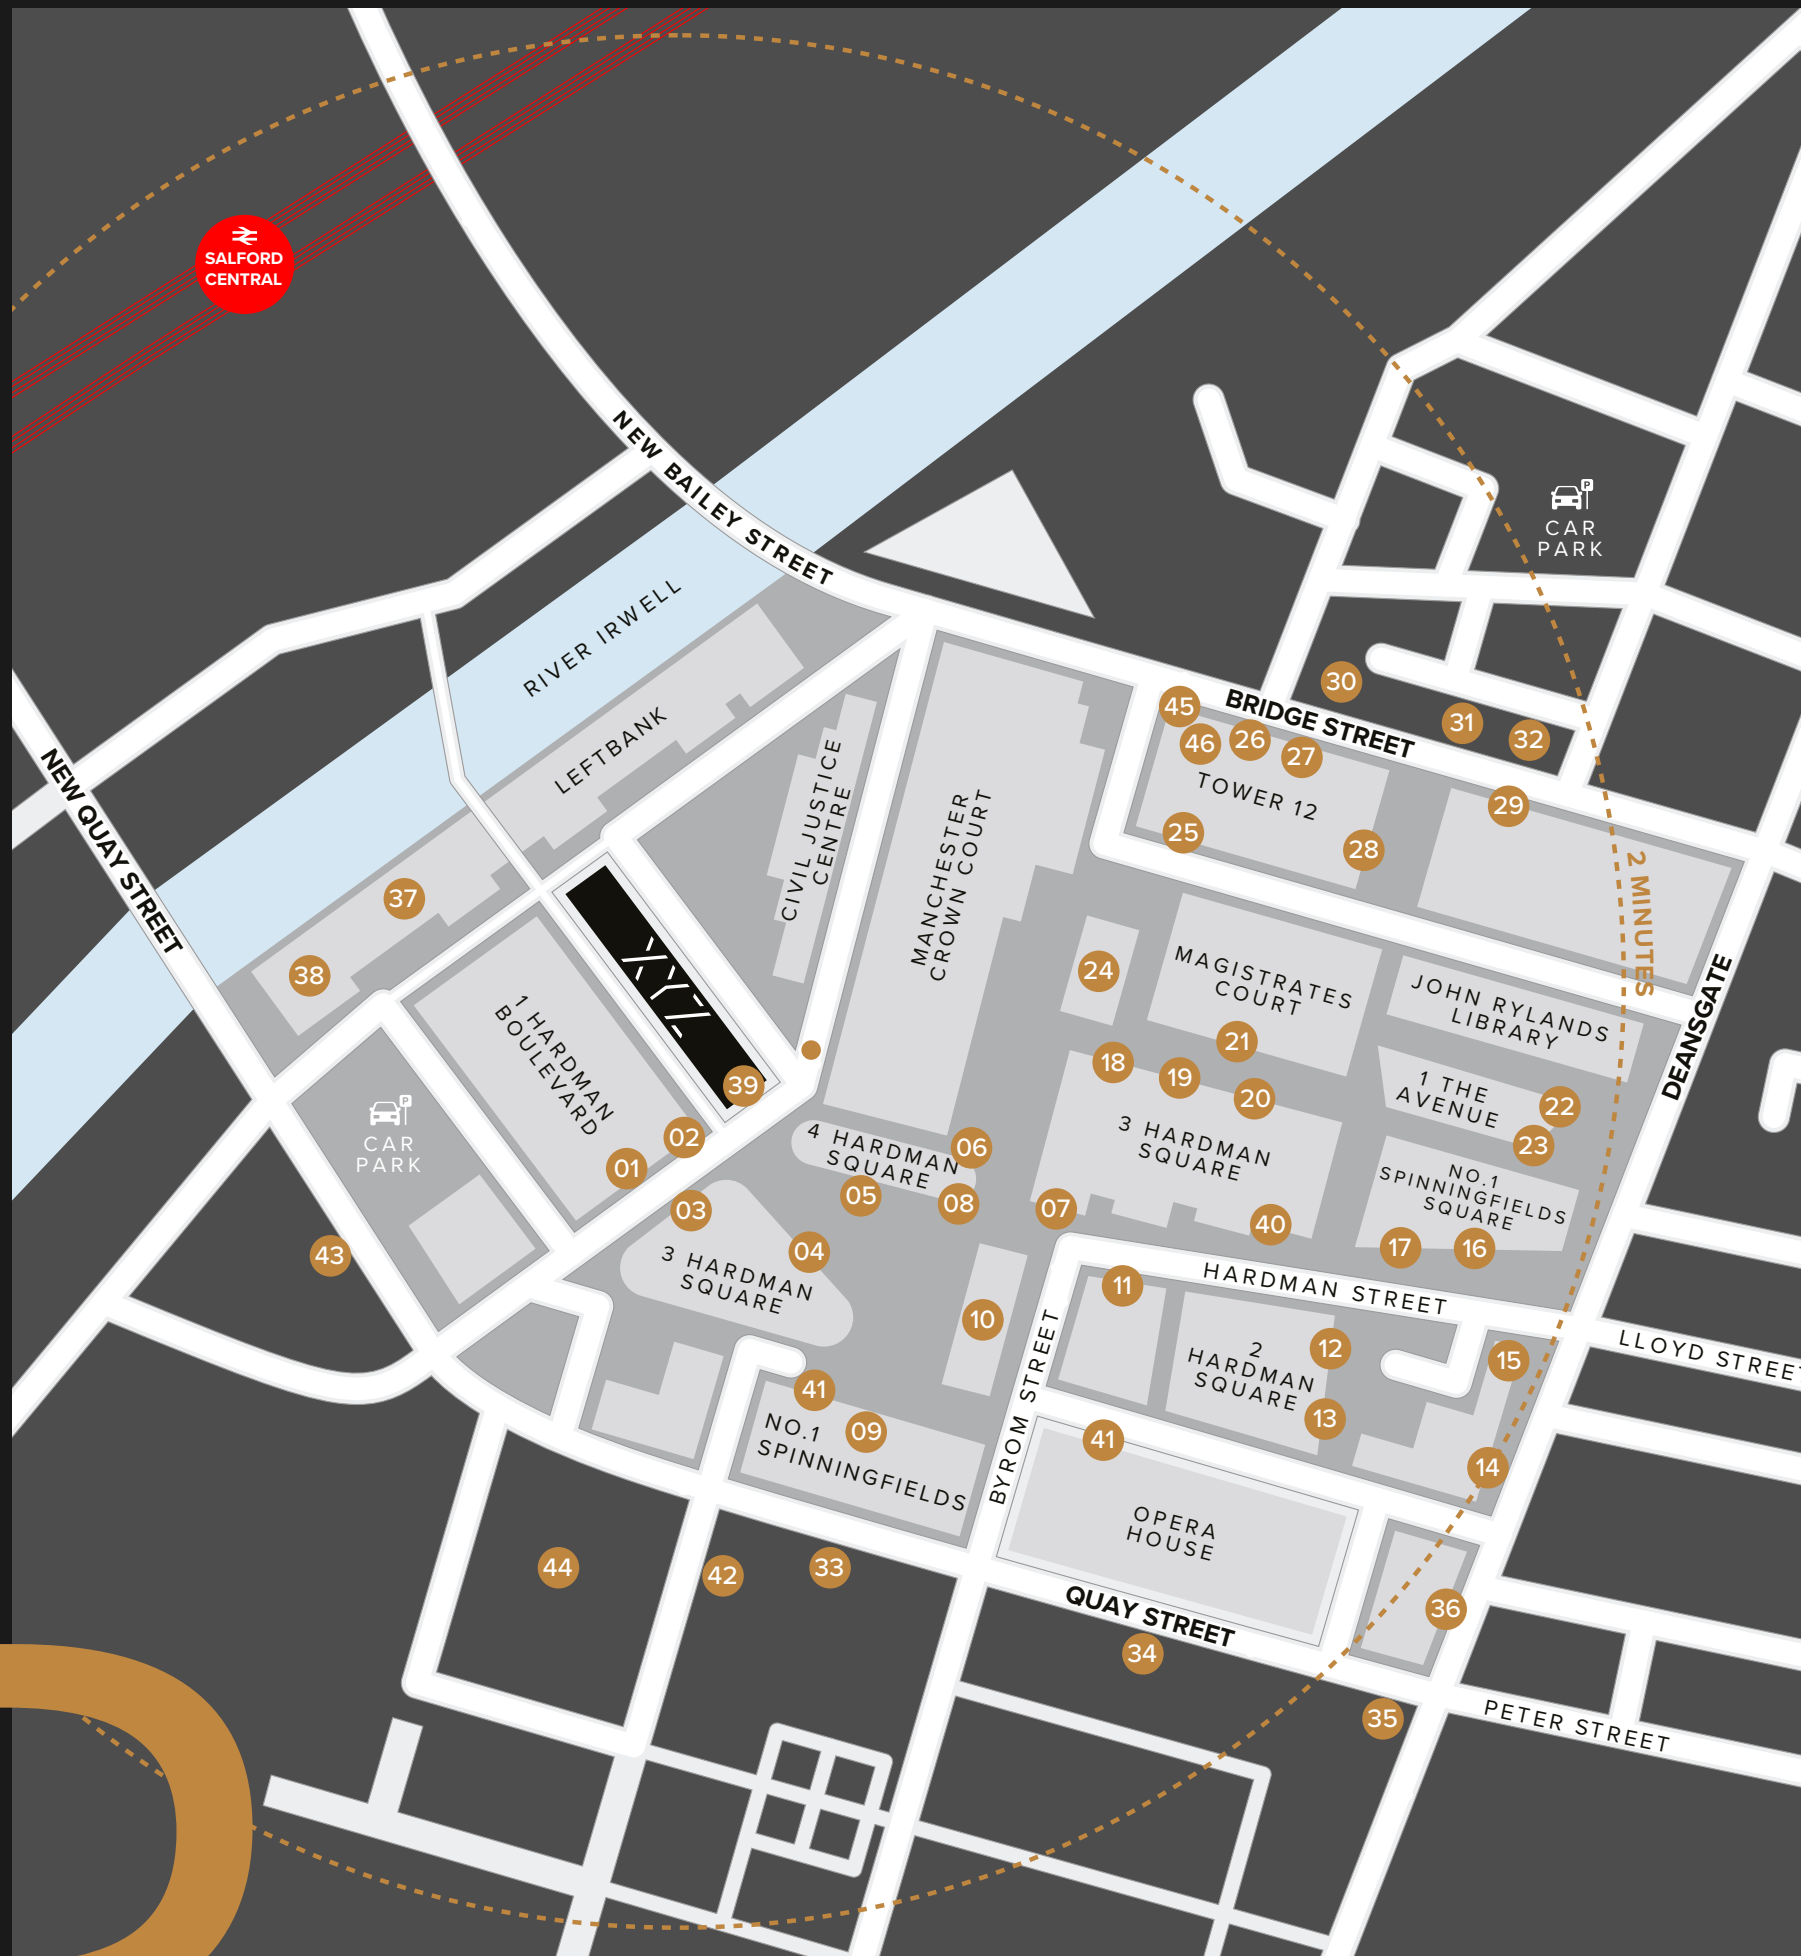 SALFORD
CENTRAL
NEW BAILEY STREET
CAR
PARK
RIVER IRWELL
30
45
BRIDGE STREET
31
32
46
26
27
LEFTBANK
NEW QUAY STREET
TOWER 12
29
25
28
CIVIL JUSTICE
CENTRE
MANCHESTER
CROWN COURT
2 MINUTES
37
38
24
MAGISTRATES
COURT
JOHN RYLANDS
LIBRARY
DEANSGATE
1 HARDMAN
BOULEVARD
21
18
19
20
39
1 THE
AVENUE
22
23
CAR
PARK
02
01
4 HARDMAN
SQUARE
06
05
08
3 HARDMAN
SQUARE
NO.1
SPINNINGFIELDS
SQUARE
03
07
40
17
16
43
04
3 HARDMAN
SQUARE
HARDMAN STREET
11
10
BYROM STREET
2
HARDMAN
SQUARE
12
13
15
LLOYD STREET
41
09
NO.1
SPINNINGFIELDS
41
14
OPERA
HOUSE
44
42
33
QUAY STREET
36
34
35
PETER STREET